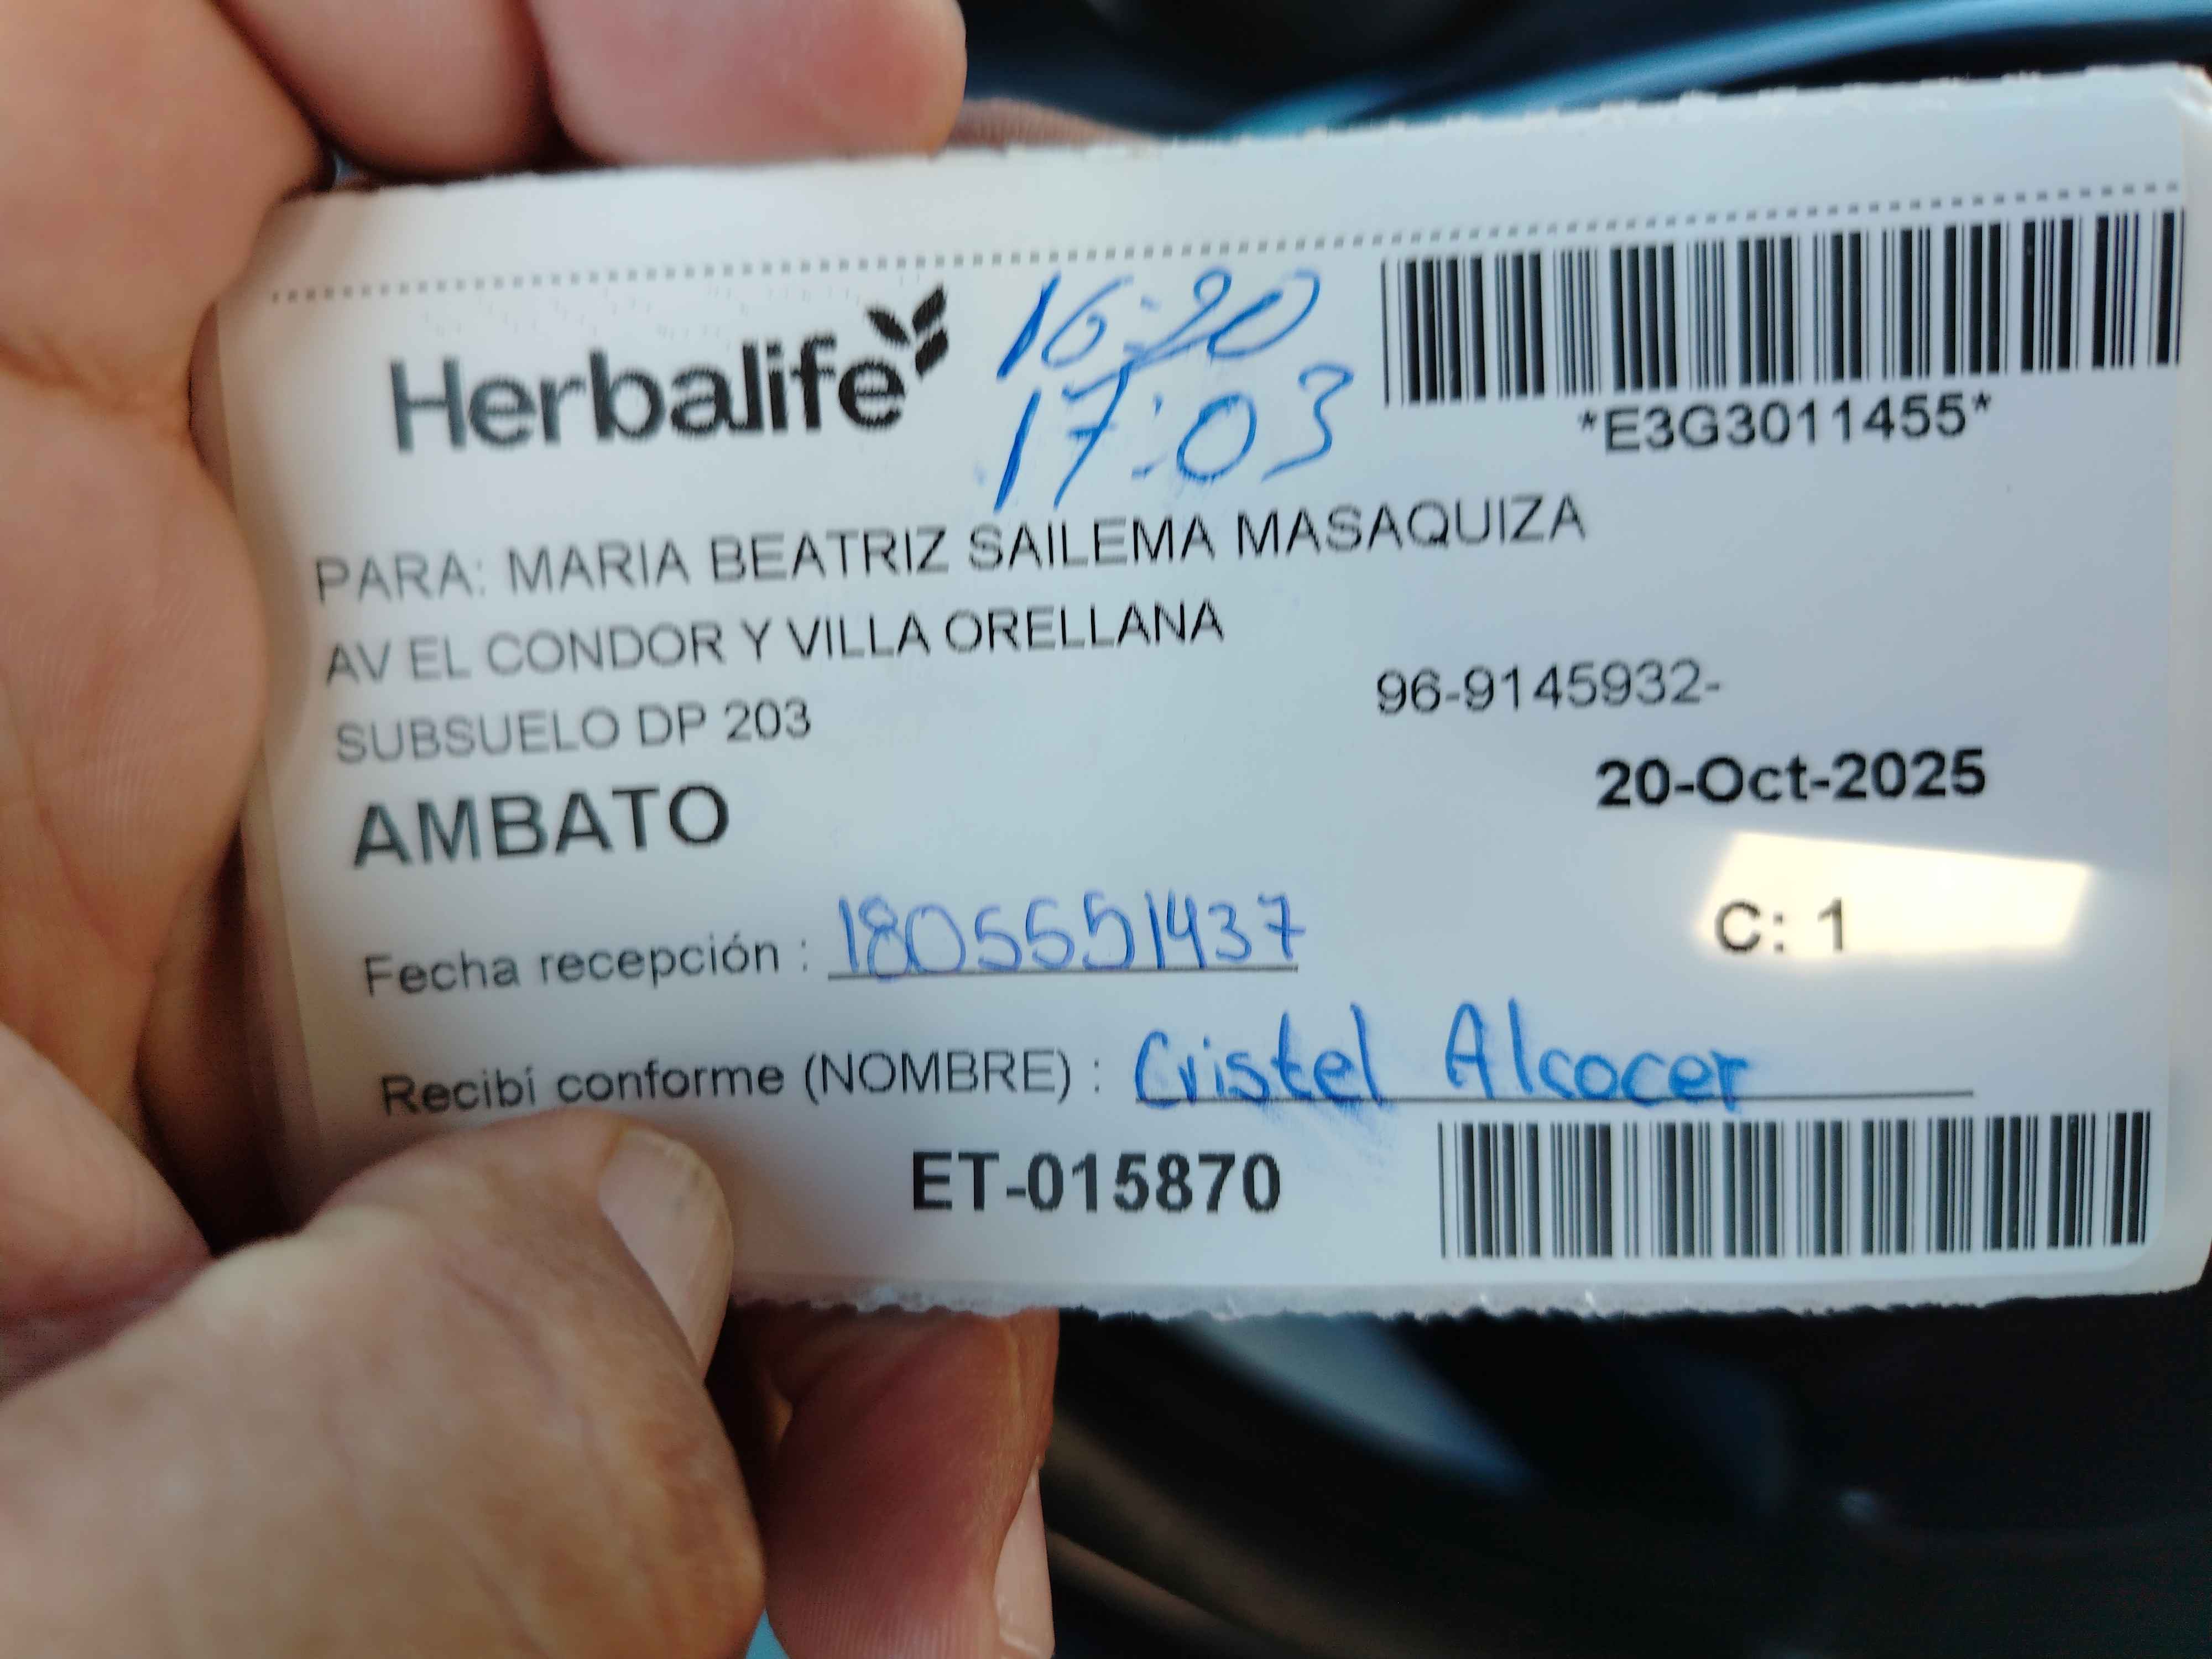 Herbalife
16:20
17:03
*E3G3011455*
PARA: MARIA BEATRIZ SAILEMA MASAQUIZA
AV EL CONDOR Y VILLA ORELLANA
SUBSUELO DP 203
96-9145932-
AMBATO
20-Oct-2025
Fecha recepción : 1805551437
C: 1
Recibí conforme (NOMBRE) : Cristel Alcocer
ET-015870